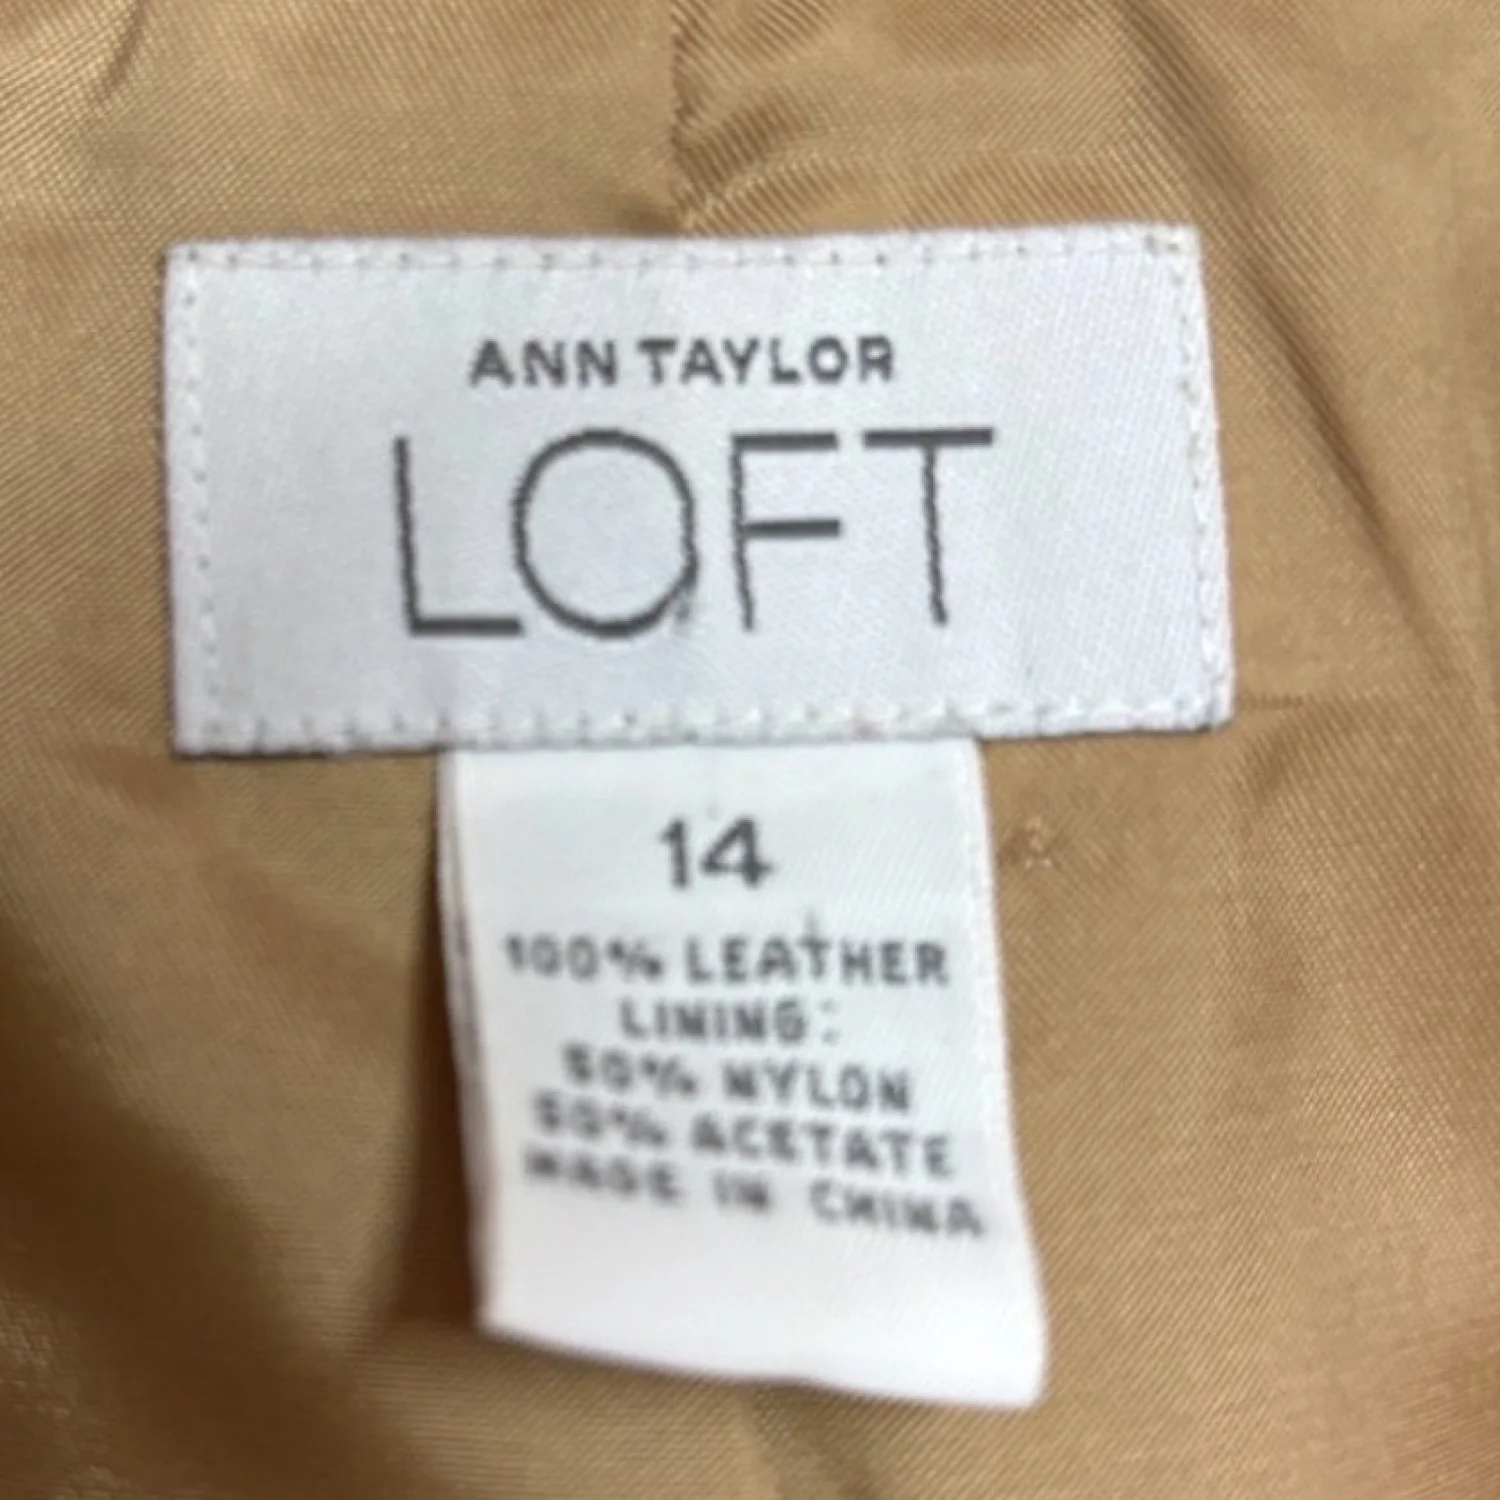 ANN TAYLOR
LOFT
14
100% LEATHER
LINING:
50% NYLON
50% ACETATE
MADE IN CHINA